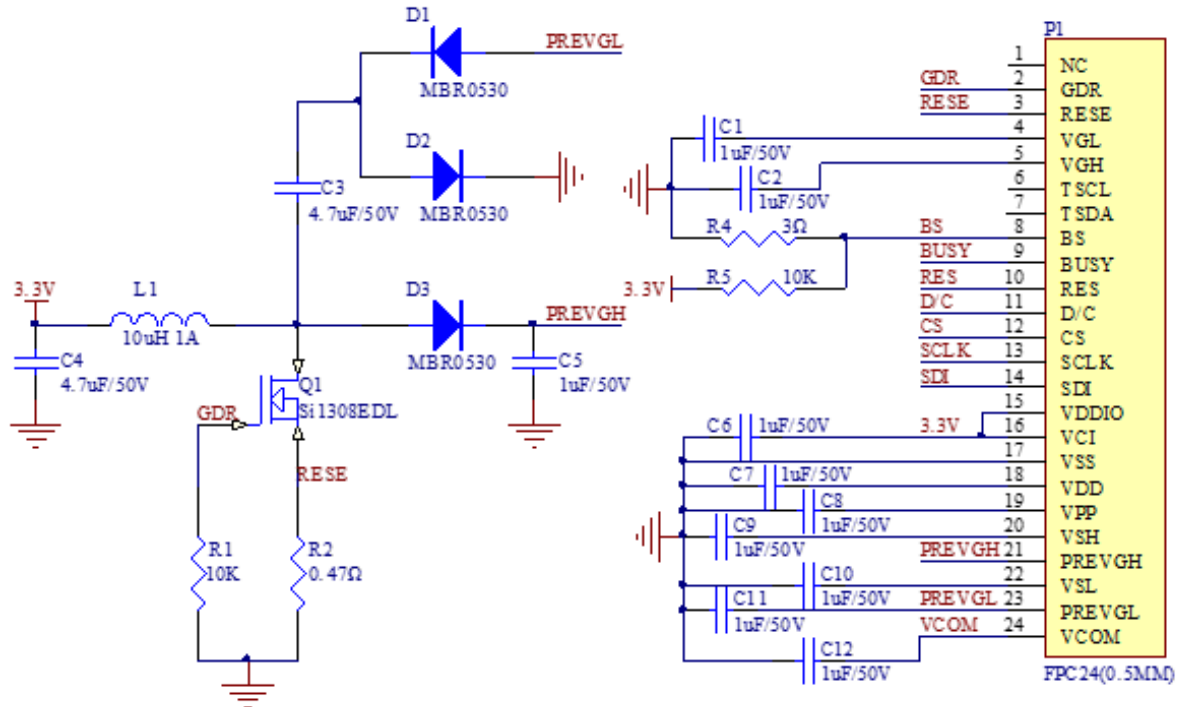 D1
PREVGL
MBR0530
D2
MBR0530
C3
4.7uF/50V
3.3V
L1
10uH 1A
C4
4.7uF/50V
D3
PREVGH
MBR0530
C5
1uF/50V
Q1
Si1308EDL
GDR
RESE
R1
10K
R2
0.47Ω
P1
1 NC
GDR 2 GDR
RESE 3 RESE
C1
1uF/50V
4 VGL
C2
1uF/50V
5 VGH
6 TSCL
7 TSDA
R4 3Ω
BS 8 BS
3.3V R5 10K
BUSY 9 BUSY
RES 10 RES
D/C 11 D/C
CS 12 CS
SCLK 13 SCLK
SDI 14 SDI
15 VDDIO
C6 1uF/50V 3.3V 16 VCI
17 VSS
C7 1uF/50V 18 VDD
C8 1uF/50V 19 VPP
C9 1uF/50V 20 VSH
PREVGH 21 PREVGH
C10 1uF/50V 22 VSL
C11 1uF/50V PREVGL 23 PREVGL
VCOM 24 VCOM
C12
1uF/50V
FPC24(0.5MM)